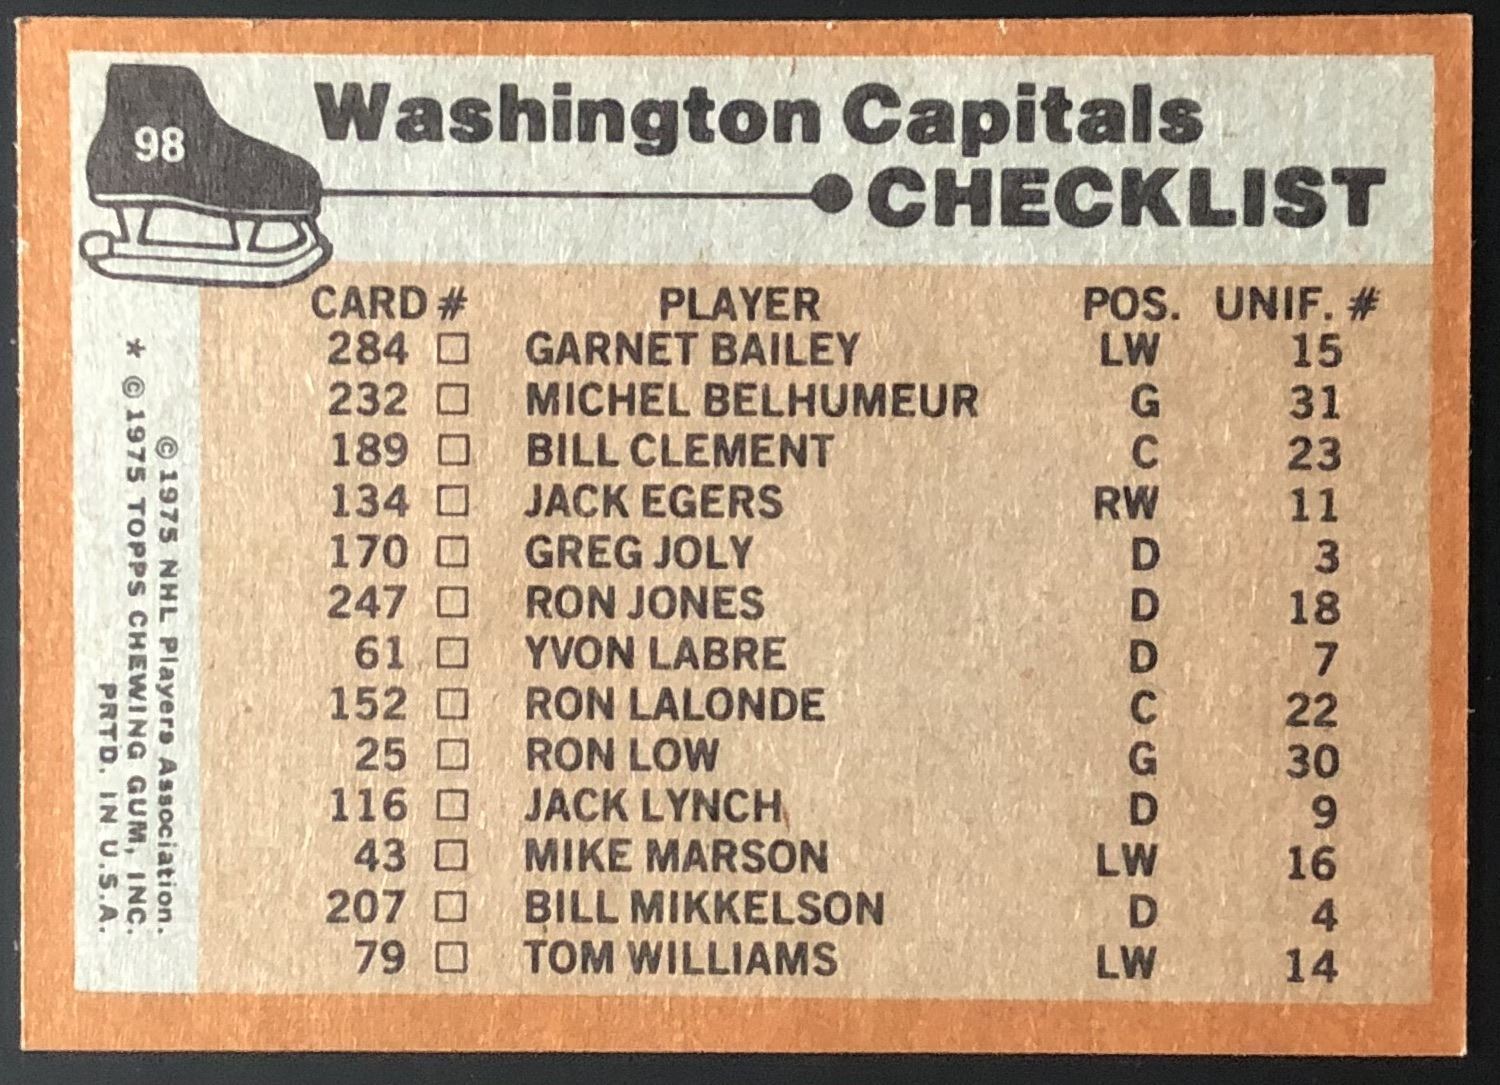 98
Washington Capitals
CHECKLIST
CARD # PLAYER POS. UNIF. #
284 □ GARNET BAILEY LW 15
232 □ MICHEL BELHUMEUR G 31
189 □ BILL CLEMENT C 23
134 □ JACK EGERS RW 11
170 □ GREG JOLY D 3
247 □ RON JONES D 18
61 □ YVON LABRE D 7
152 □ RON LALONDE C 22
25 □ RON LOW G 30
116 □ JACK LYNCH D 9
43 □ MIKE MARSON LW 16
207 □ BILL MIKKELSON D 4
79 □ TOM WILLIAMS LW 14
© 1975 NHL Players Association.
* © 1975 TOPPS CHEWING GUM, INC.
PRTD. IN U.S.A.